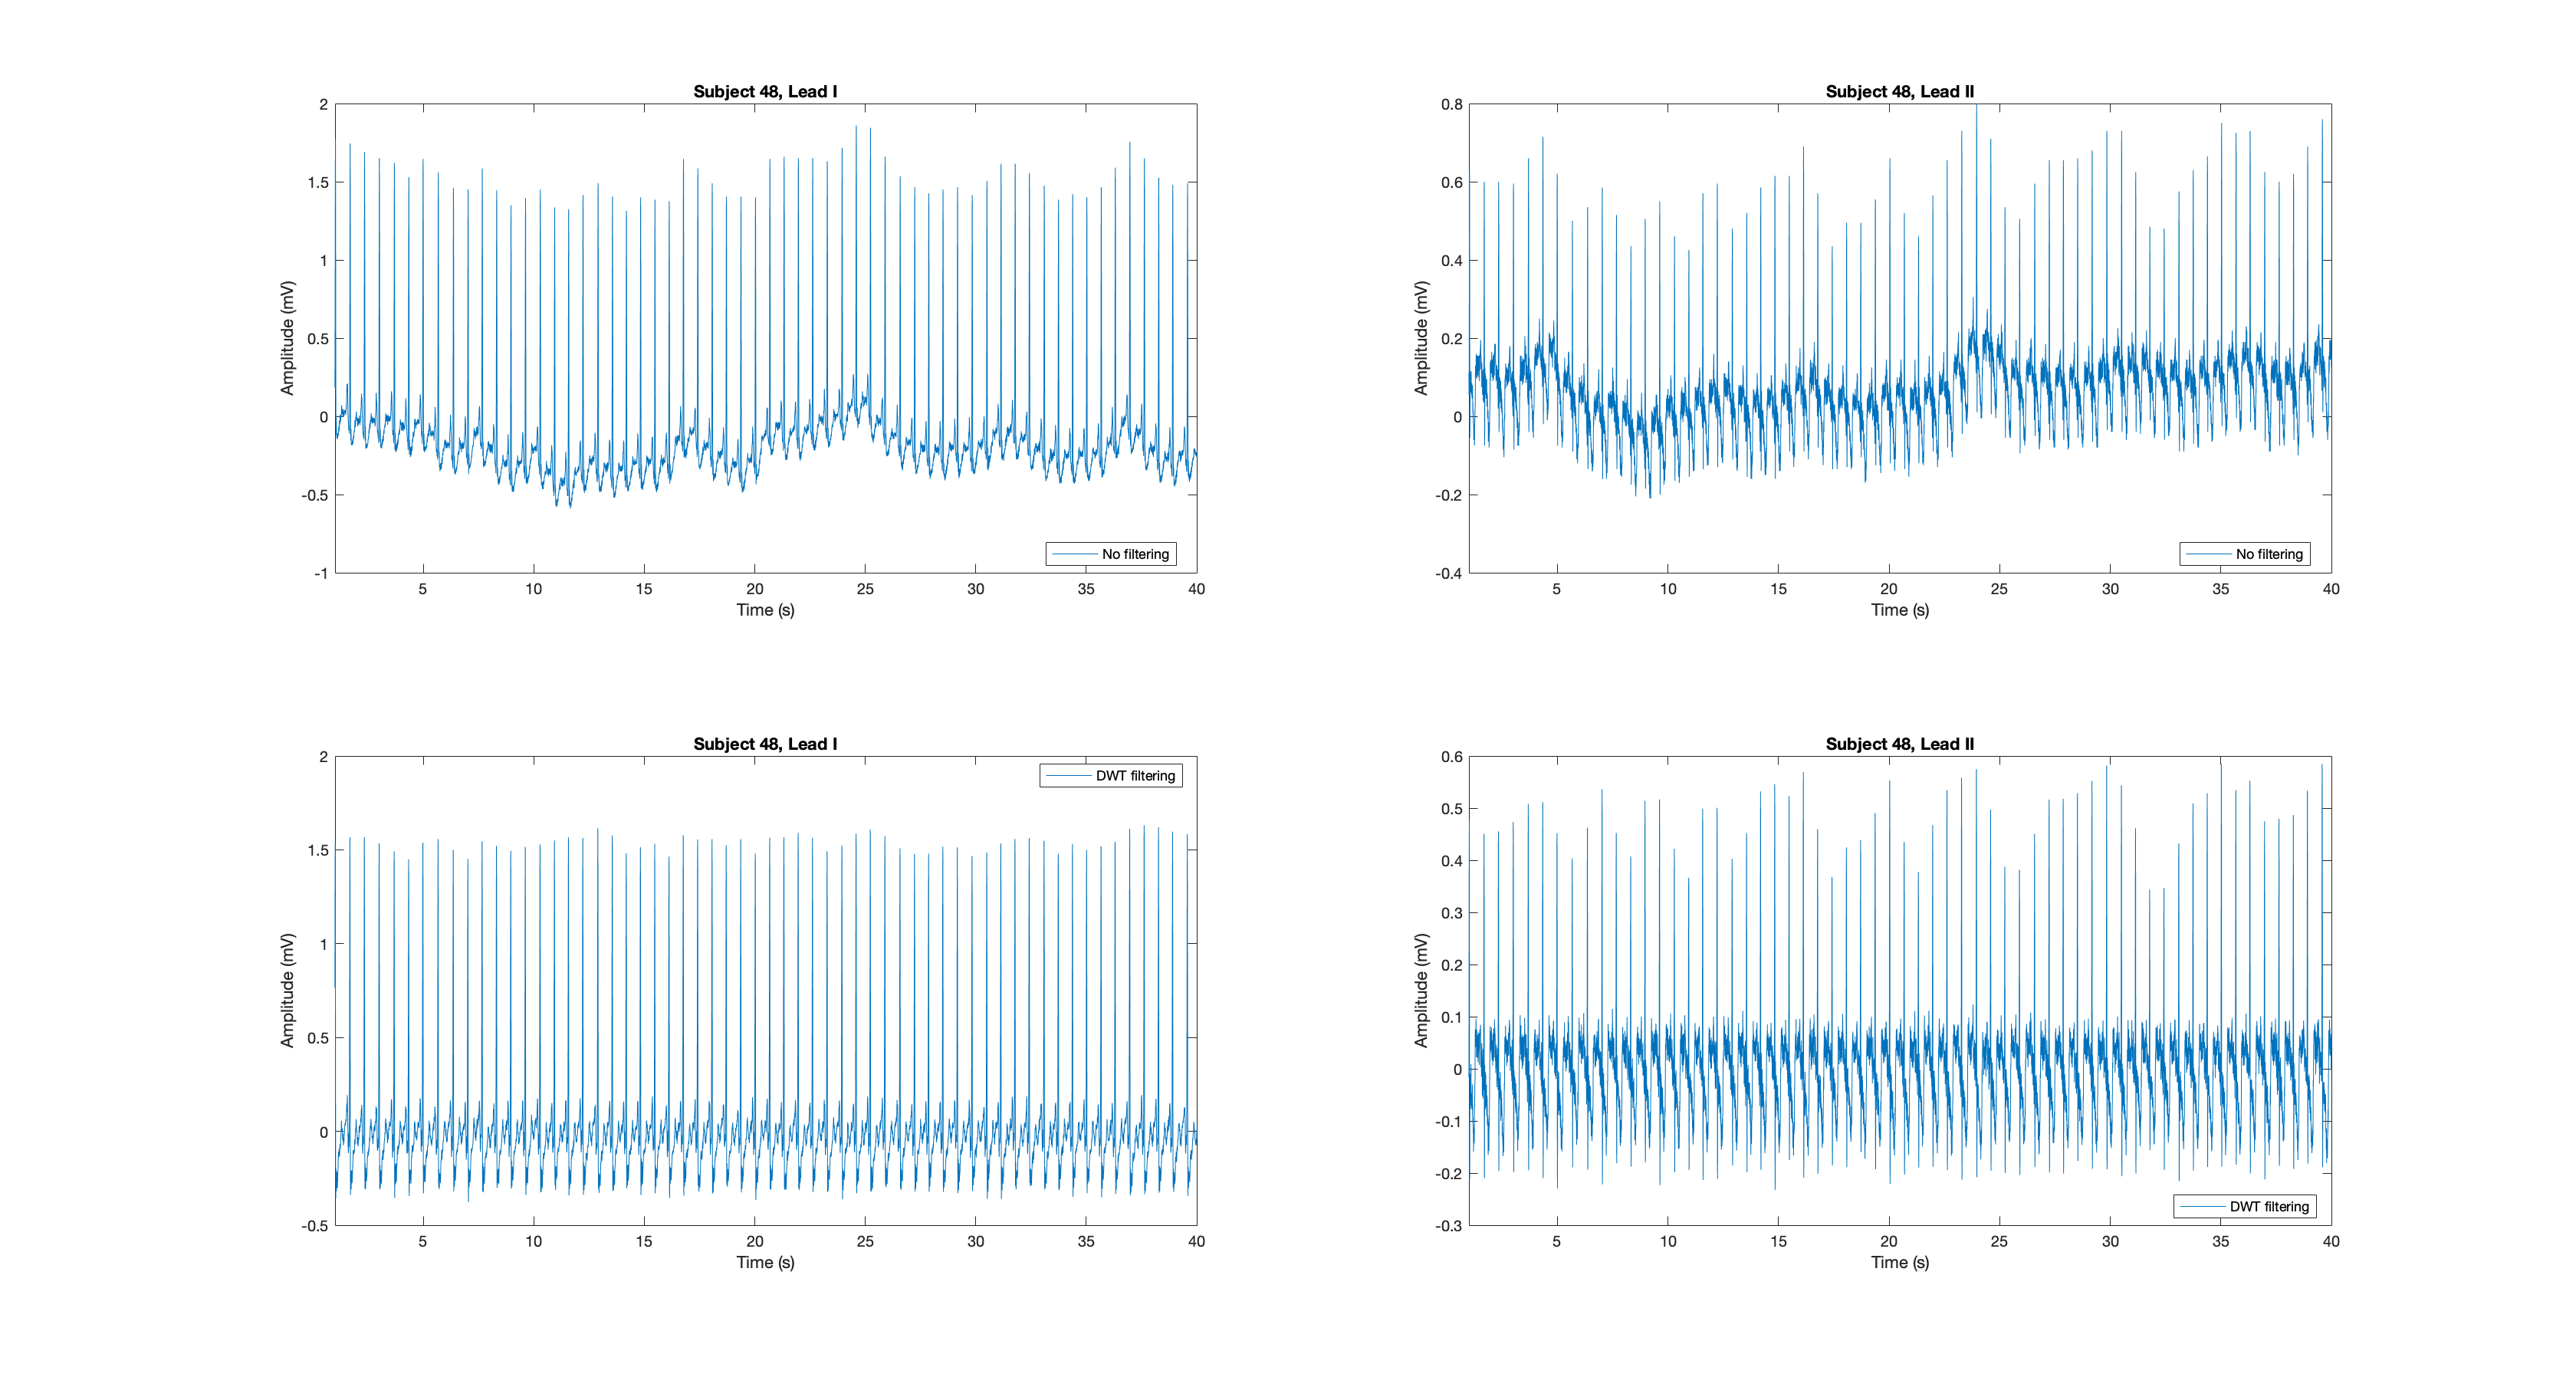 Subject 48, Lead I
2
1.5
1
0.5
0
-0.5
-1
Amplitude (mV)
No filtering
5 10 15 20 25 30 35 40
Time (s)
Subject 48, Lead II
0.8
0.6
0.4
0.2
0
-0.2
-0.4
Amplitude (mV)
No filtering
5 10 15 20 25 30 35 40
Time (s)
Subject 48, Lead I
2
1.5
1
0.5
0
-0.5
Amplitude (mV)
DWT filtering
5 10 15 20 25 30 35 40
Time (s)
Subject 48, Lead II
0.6
0.5
0.4
0.3
0.2
0.1
0
-0.1
-0.2
-0.3
Amplitude (mV)
DWT filtering
5 10 15 20 25 30 35 40
Time (s)